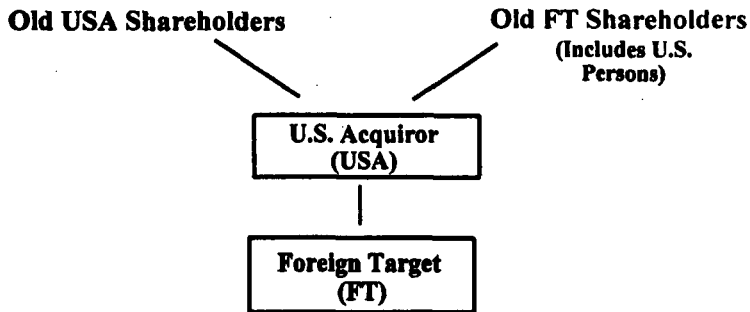 Old USA Shareholders
Old FT Shareholders
(Includes U.S.
Persons)
U.S. Acquiror
(USA)
Foreign Target
(FT)